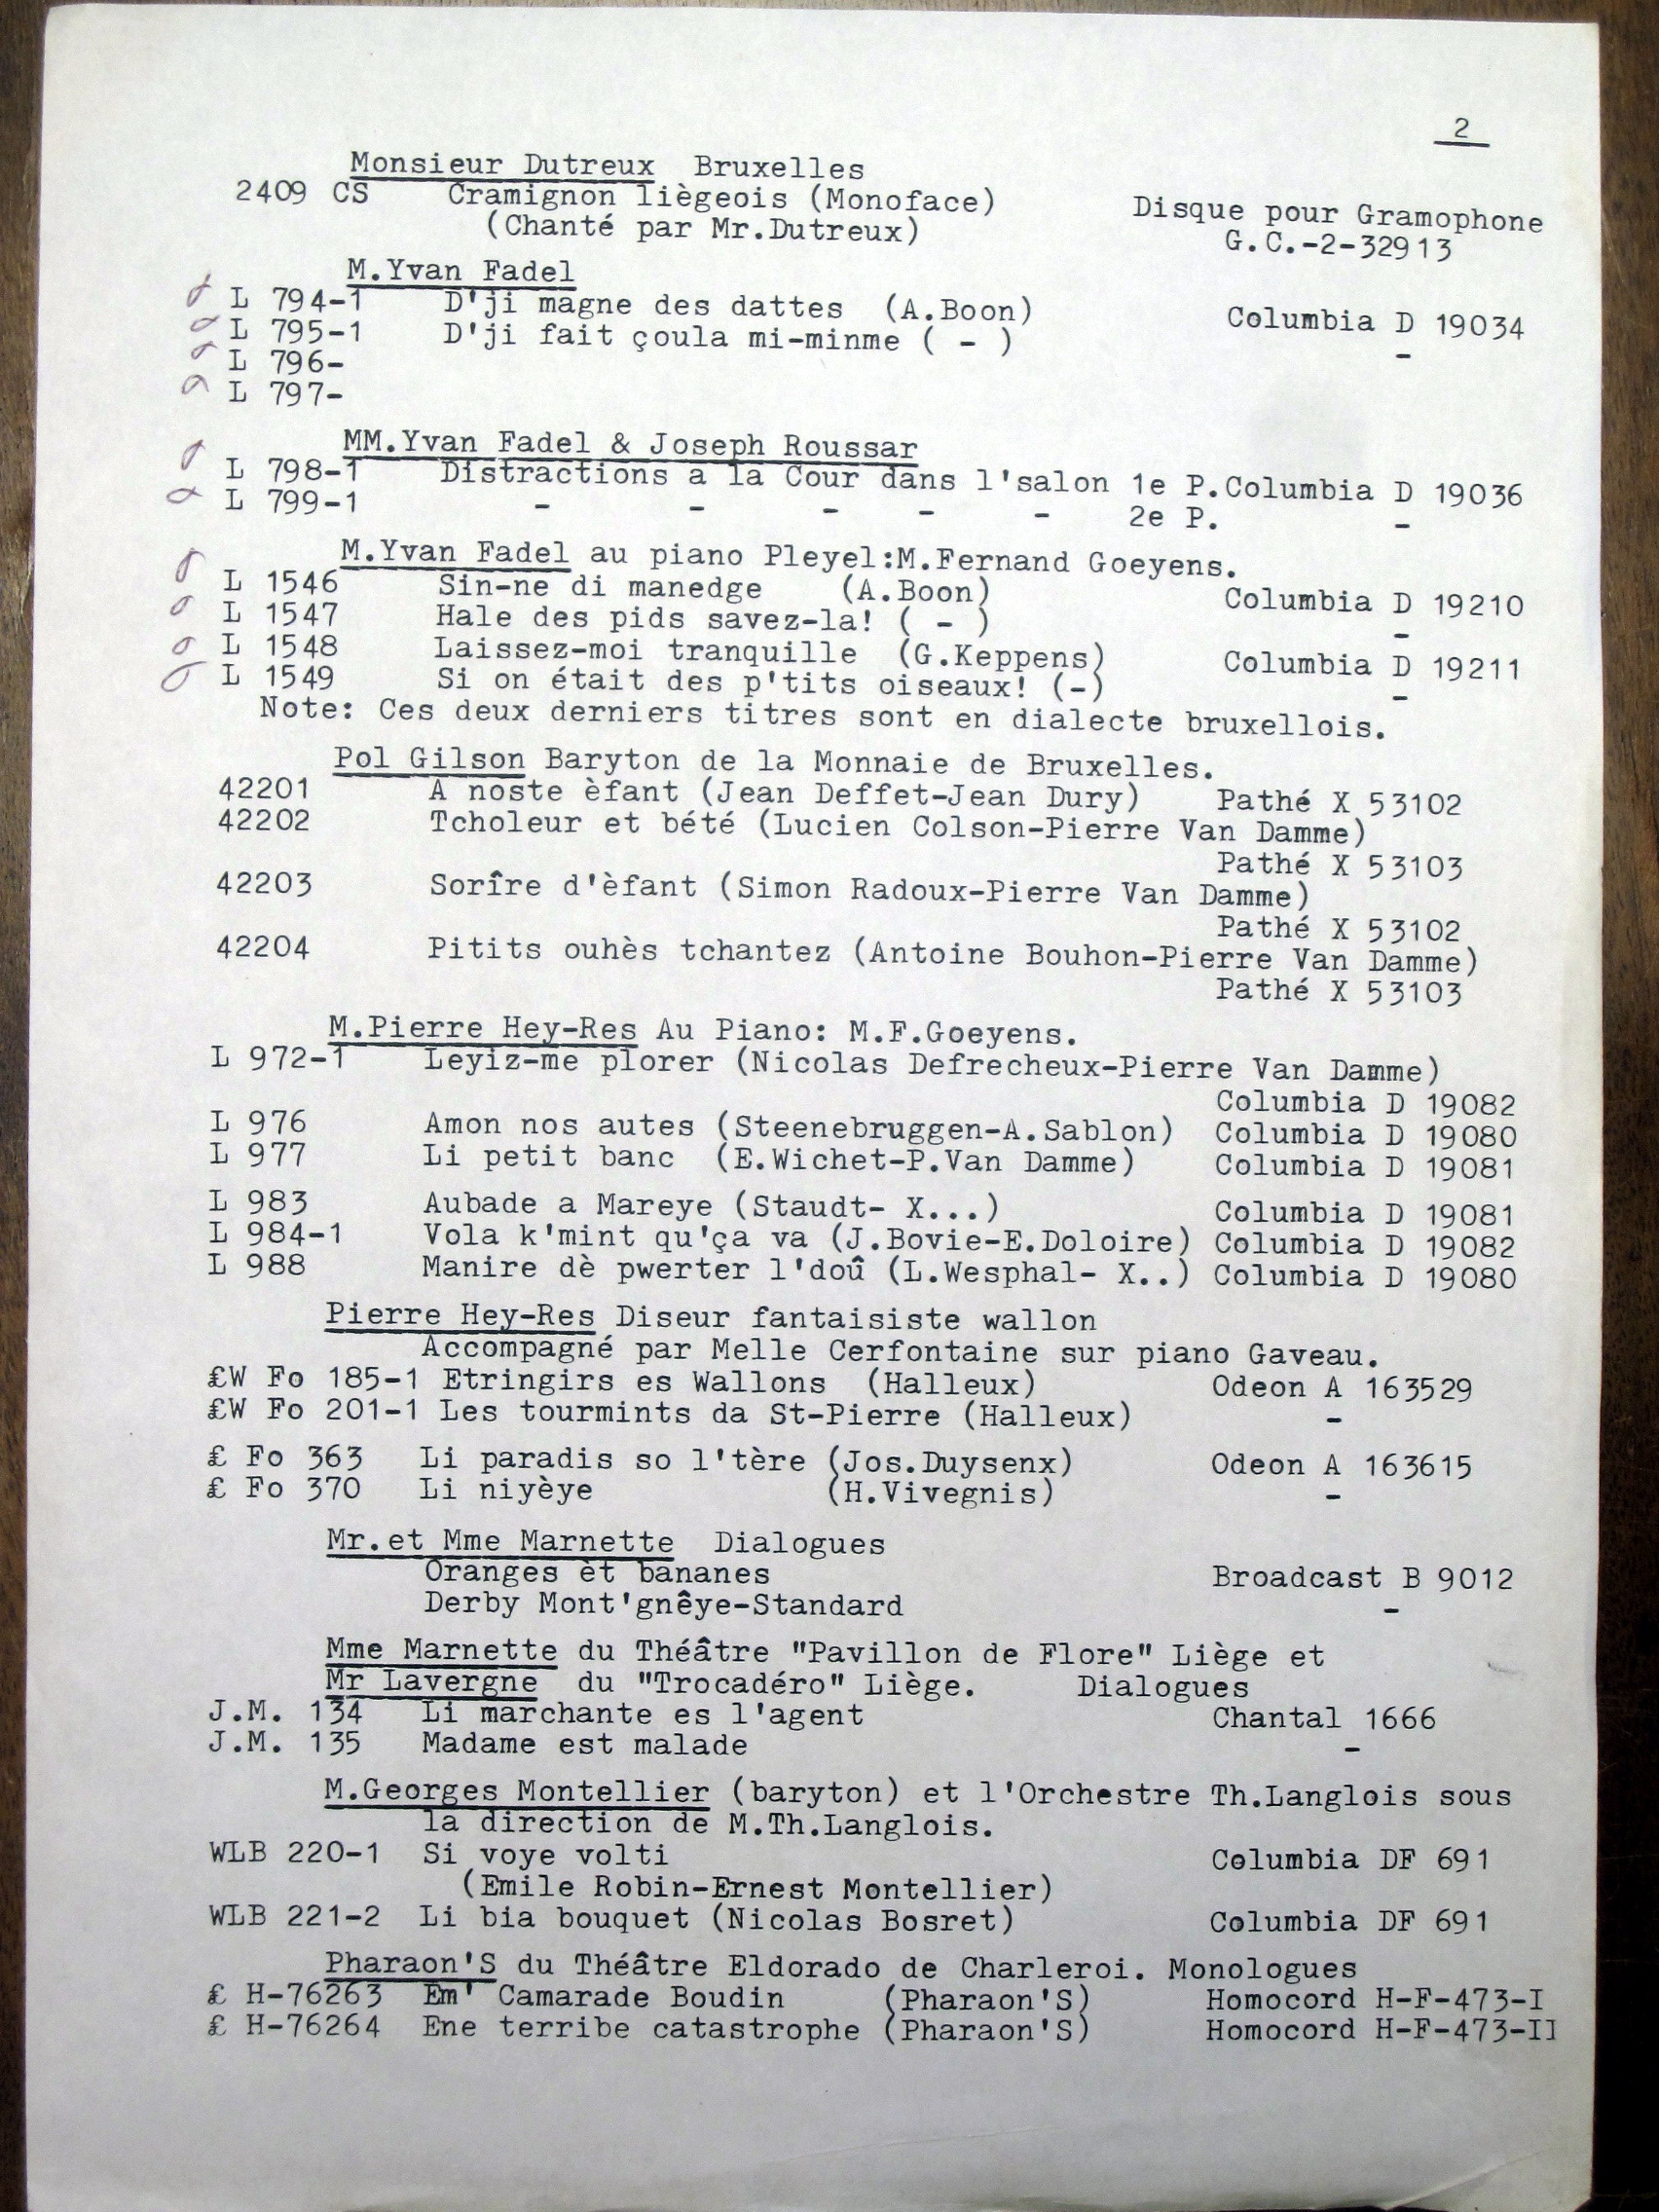 2
Monsieur Dutreux Bruxelles
2409 CS Cramignon liègeois (Monoface) Disque pour Gramophone
(Chanté par Mr.Dutreux) G.C.-2-32913
M.Yvan Fadel
L 794-1 D'ji magne des dattes (A.Boon) Columbia D 19034
L 795-1 D'ji fait çoula mi-minme ( - ) -
L 796-
L 797-
MM.Yvan Fadel & Joseph Roussar
L 798-1 Distractions a la Cour dans l'salon 1e P. Columbia D 19036
L 799-1 - - - - - 2e P. -
M.Yvan Fadel au piano Pleyel:M.Fernand Goeyens.
L 1546 Sin-ne di manedge (A.Boon) Columbia D 19210
L 1547 Hale des pids savez-la! ( - ) -
L 1548 Laissez-moi tranquille (G.Keppens) Columbia D 19211
L 1549 Si on était des p'tits oiseaux! (-) -
Note: Ces deux derniers titres sont en dialecte bruxellois.
Pol Gilson Baryton de la Monnaie de Bruxelles.
42201 A noste èfant (Jean Deffet-Jean Dury) Pathé X 53102
42202 Tcholeur et bété (Lucien Colson-Pierre Van Damme)
Pathé X 53103
42203 Sorîre d'èfant (Simon Radoux-Pierre Van Damme)
Pathé X 53102
42204 Pitits ouhès tchantez (Antoine Bouhon-Pierre Van Damme)
Pathé X 53103
M.Pierre Hey-Res Au Piano: M.F.Goeyens.
L 972-1 Leyiz-me plorer (Nicolas Defrecheux-Pierre Van Damme)
Columbia D 19082
L 976 Amon nos autes (Steenebruggen-A.Sablon) Columbia D 19080
L 977 Li petit banc (E.Wichet-P.Van Damme) Columbia D 19081
L 983 Aubade a Mareye (Staudt- X...) Columbia D 19081
L 984-1 Vola k'mint qu'ça va (J.Bovie-E.Doloire) Columbia D 19082
L 988 Manire dè pwerter l'doû (L.Wesphal- X..) Columbia D 19080
Pierre Hey-Res Diseur fantaisiste wallon
Accompagné par Melle Cerfontaine sur piano Gaveau.
£W Fo 185-1 Etringirs es Wallons (Halleux) Odeon A 163529
£W Fo 201-1 Les tourmints da St-Pierre (Halleux) -
£ Fo 363 Li paradis so l'tère (Jos.Duysenx) Odeon A 163615
£ Fo 370 Li niyèye (H.Vivegnis) -
Mr.et Mme Marnette Dialogues
Oranges èt bananes Broadcast B 9012
Derby Mont'gnêye-Standard -
Mme Marnette du Théâtre "Pavillon de Flore" Liège et
Mr Lavergne du "Trocadéro" Liège. Dialogues
J.M. 134 Li marchante es l'agent Chantal 1666
J.M. 135 Madame est malade -
M.Georges Montellier (baryton) et l'Orchestre Th.Langlois sous
la direction de M.Th.Langlois.
WLB 220-1 Si voye volti Columbia DF 691
(Emile Robin-Ernest Montellier)
WLB 221-2 Li bia bouquet (Nicolas Bosret) Columbia DF 691
Pharaon'S du Théâtre Eldorado de Charleroi. Monologues
£ H-76263 Em' Camarade Boudin (Pharaon'S) Homocord H-F-473-I
£ H-76264 Ene terribe catastrophe (Pharaon'S) Homocord H-F-473-II